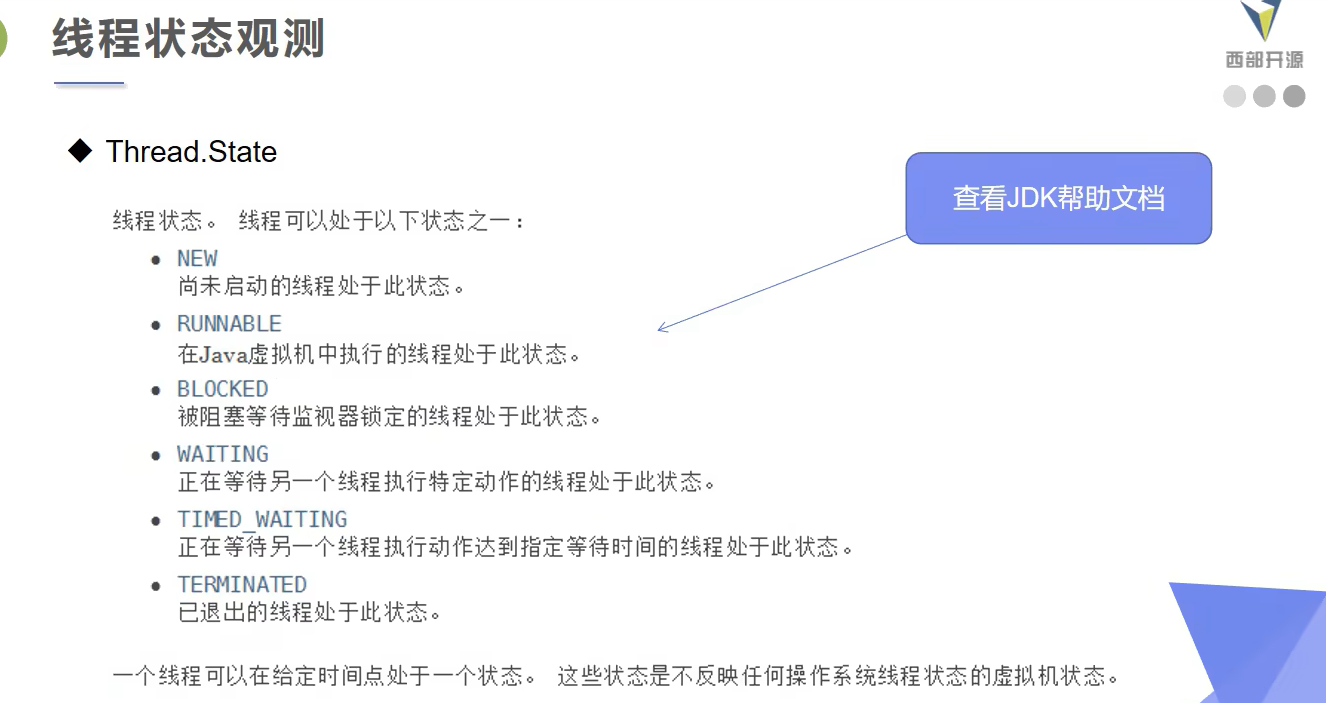 线程状态观测
西部开源
Thread.State
查看JDK帮助文档
线程状态。 线程可以处于以下状态之一：
NEW
尚未启动的线程处于此状态。
RUNNABLE
在Java虚拟机中执行的线程处于此状态。
BLOCKED
被阻塞等待监视器锁定的线程处于此状态。
WAITING
正在等待另一个线程执行特定动作的线程处于此状态。
TIMED_WAITING
正在等待另一个线程执行动作达到指定等待时间的线程处于此状态。
TERMINATED
已退出的线程处于此状态。
一个线程可以在给定时间点处于一个状态。 这些状态是不反映任何操作系统线程状态的虚拟机状态。